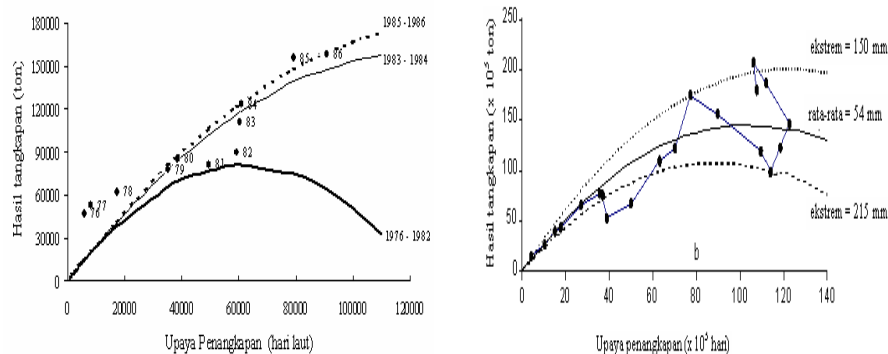 Hasil tangkapan (ton)
180000
150000
120000
90000
60000
30000
0
0 20000 40000 60000 80000 100000 120000
Upaya Penangkapan (hari laut)
1985 - 1986
1983 - 1984
1976 - 1982
85 86
84
83
82
81
80
79
78
77
76
Hasil tangkapan (x 10³ ton)
250
200
150
100
50
0
0 20 40 60 80 100 120 140
Upaya penangkapan (x 10³ hari)
ekstrem = 150 mm
rata-rata = 54 mm
ekstrem = 215 mm
b